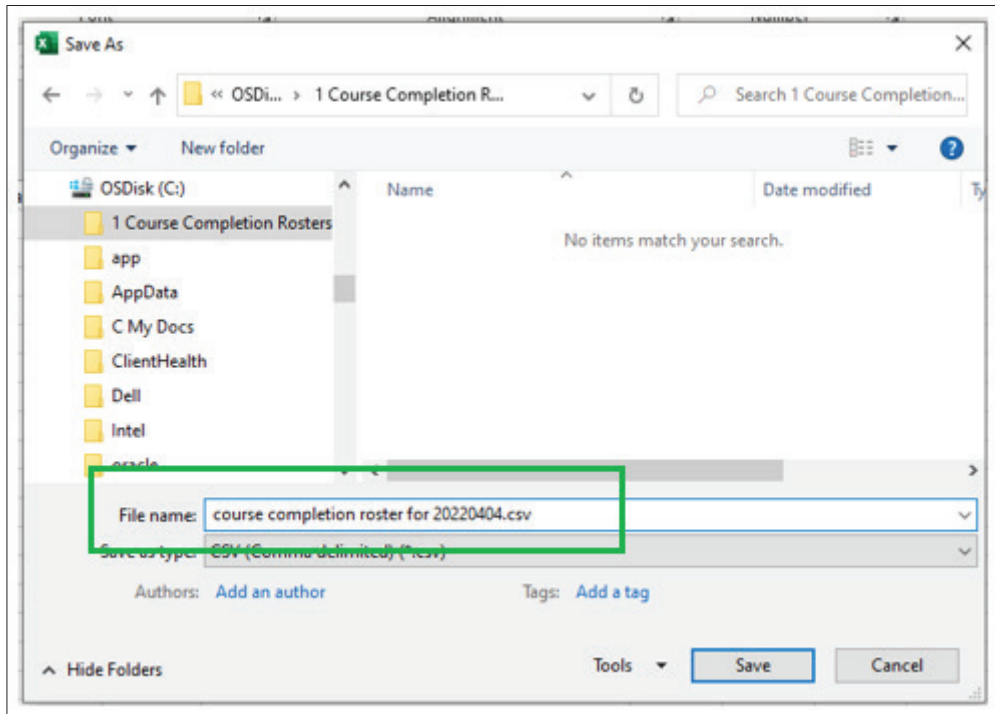 Save As
« OSDi... > 1 Course Completion R...
Search 1 Course Completion...
Organize
New folder
OSDisk (C:)
1 Course Completion Rosters
app
AppData
C My Docs
ClientHealth
Dell
Intel
oracle
Name
Date modified
Ty
No items match your search.
File name: course completion roster for 20220404.csv
Save as type: CSV (Comma delimited) (*.csv)
Authors: Add an author
Tags: Add a tag
Hide Folders
Tools
Save
Cancel